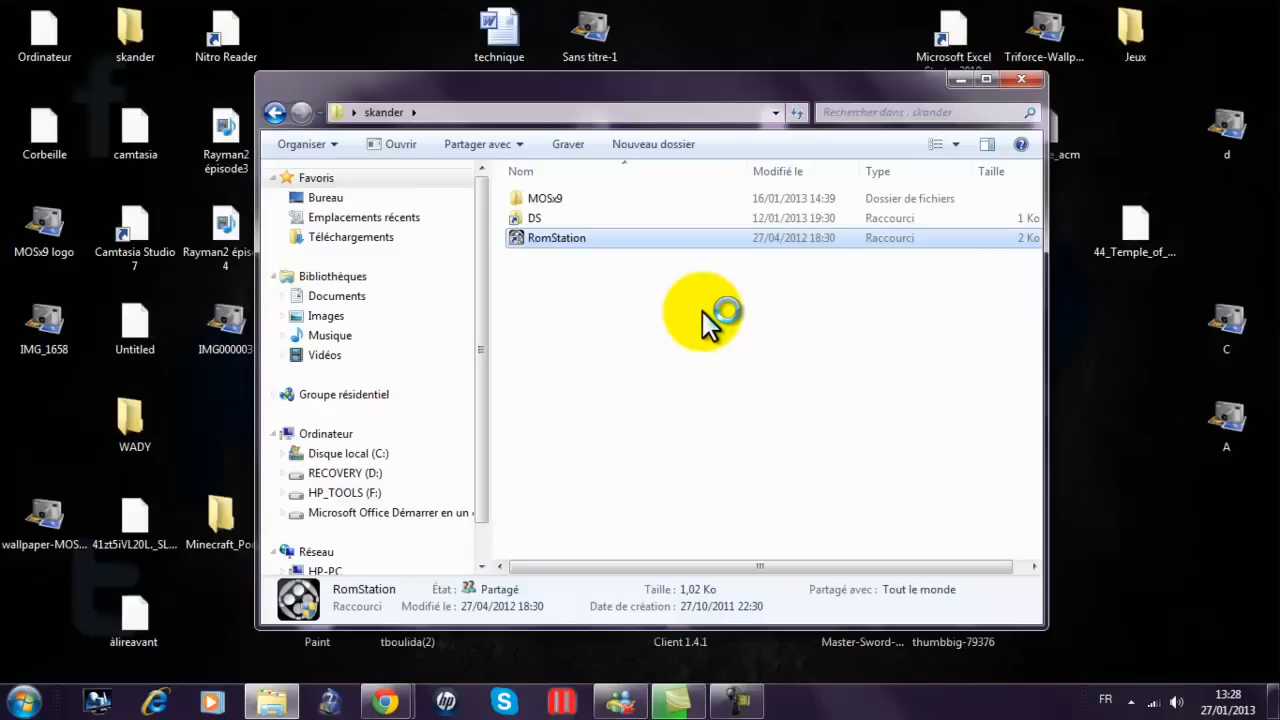 Ordinateur
skander
Nitro Reader
technique
Sans titre-1
Microsoft Excel
Triforce-Wallp...
Jeux
skander
Rechercher dans : skander
Organiser
Ouvrir
Partager avec
Graver
Nouveau dossier
Nom
Modifié le
Type
Taille
MOSx9
16/01/2013 14:39
Dossier de fichiers
DS
12/01/2013 19:30
Raccourci
1 Ko
RomStation
27/04/2012 18:30
Raccourci
2 Ko
Favoris
Bureau
Emplacements récents
Téléchargements
Bibliothèques
Documents
Images
Musique
Vidéos
Groupe résidentiel
Ordinateur
Disque local (C:)
RECOVERY (D:)
HP_TOOLS (F:)
Microsoft Office Démarrer en un
Réseau
HP-PC
RomStation
Raccourci
État : Partagé
Modifié le : 27/04/2012 18:30
Taille : 1,02 Ko
Date de création : 27/10/2011 22:30
Partagé avec : Tout le monde
Corbeille
camtasia
Rayman2
épisode3
_acm
d
MOSx9 logo
Camtasia Studio
7
Rayman2 épis
4
44_Temple_of_...
IMG_1658
Untitled
IMG000003
C
WADY
A
wallpaper-MOS...
41zt5iVL20L._SL...
Minecraft_Po
àlireavant
Paint
tboulida(2)
Client 1.4.1
Master-Sword-...
thumbbig-79376
FR
13:28
27/01/2013